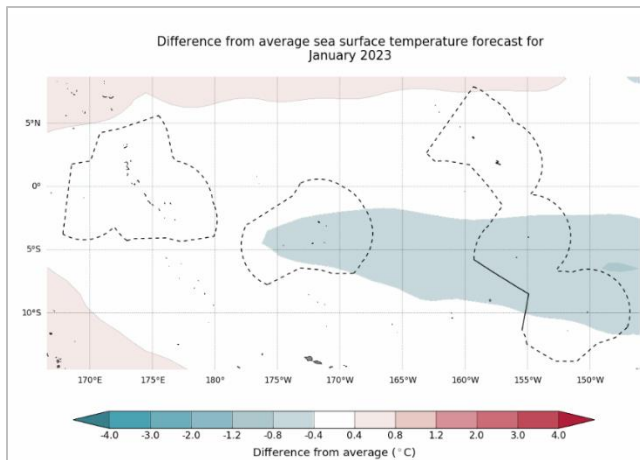 Difference from average sea surface temperature forecast for
January 2023
5°N
0°
5°S
10°S
170°E 175°E 180° 175°W 170°W 165°W 160°W 155°W 150°W
-4.0 -3.0 -2.0 -1.2 -0.8 -0.4 0.4 0.8 1.2 2.0 3.0 4.0
Difference from average (°C)